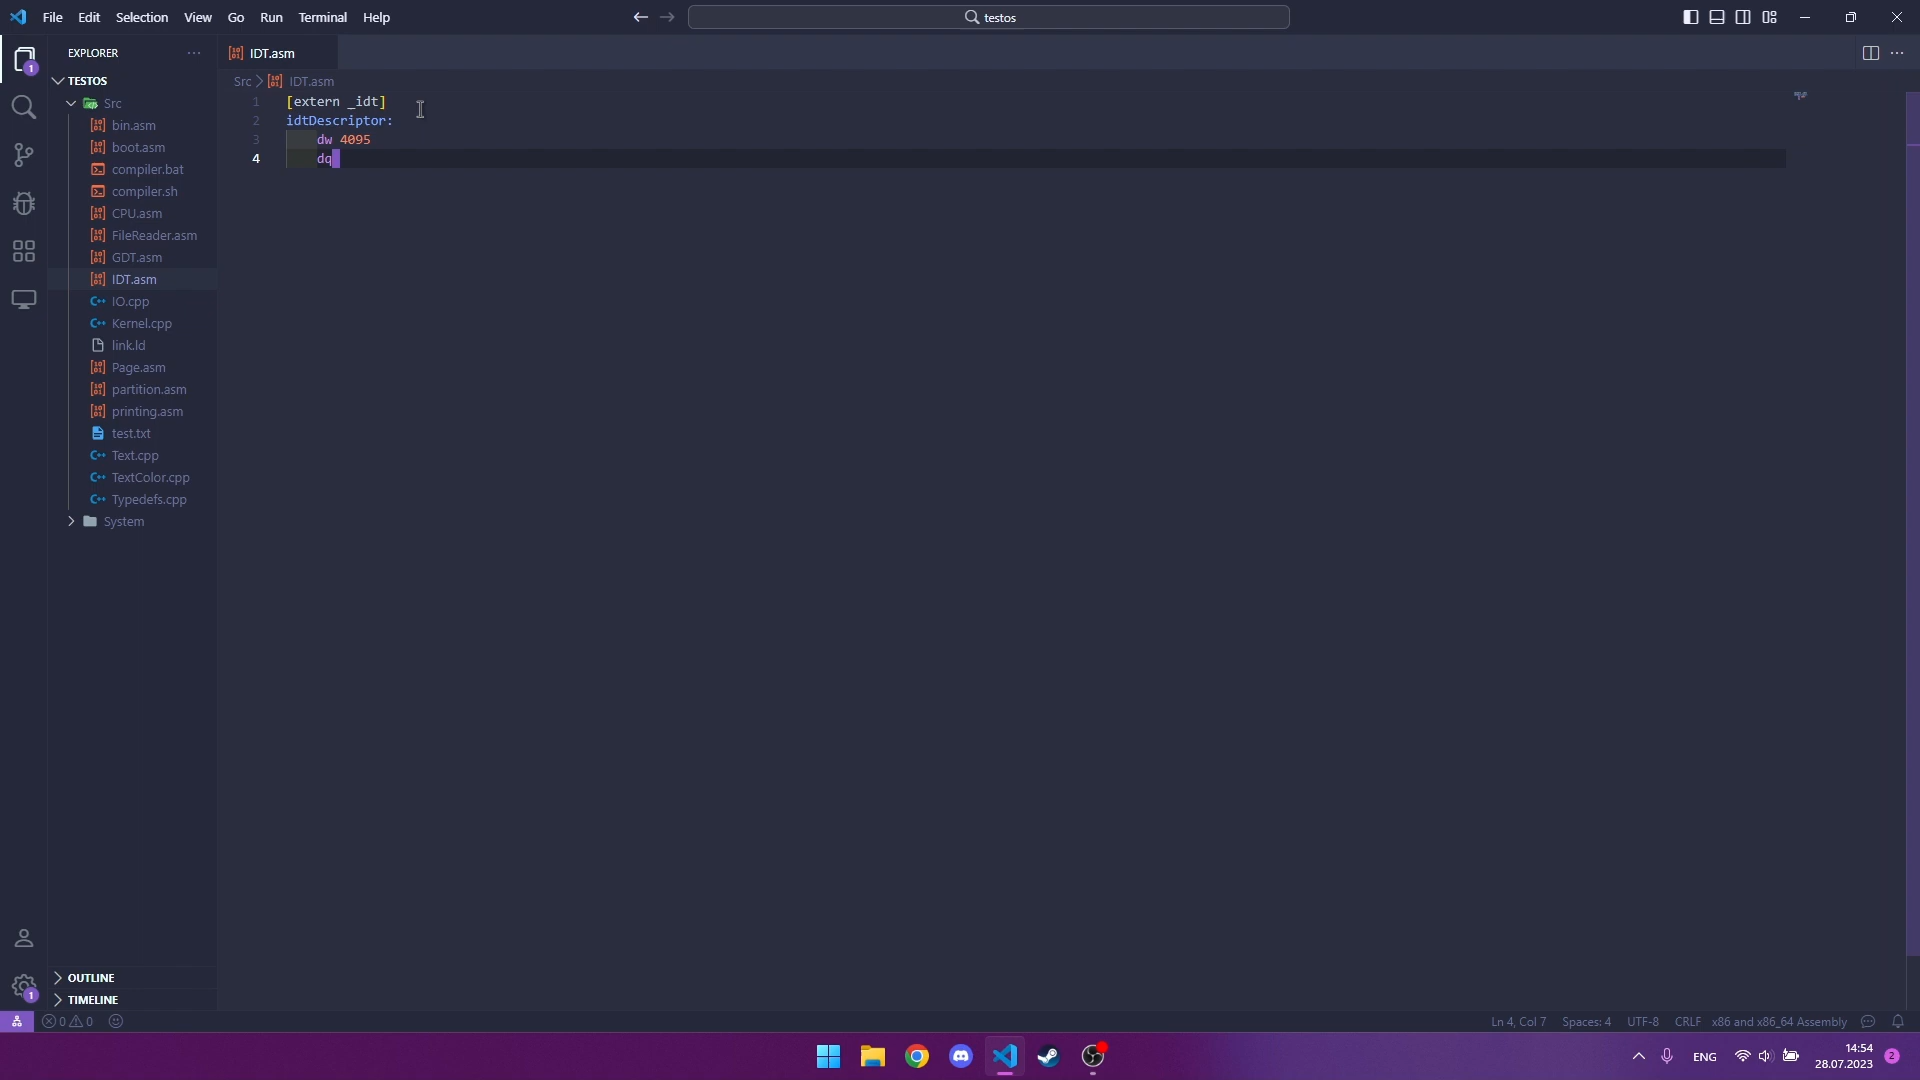 File Edit Selection View Go Run Terminal Help
testos
EXPLORER
1
TESTOS
Src
bin.asm
boot.asm
compiler.bat
compiler.sh
CPU.asm
FileReader.asm
GDT.asm
IDT.asm
IO.cpp
Kernel.cpp
link.ld
Page.asm
partition.asm
printing.asm
test.txt
Text.cpp
TextColor.cpp
Typedefs.cpp
System
OUTLINE
TIMELINE
1
IDT.asm
Src > IDT.asm
1 [extern _idt]
2 idtDescriptor:
3 dw 4095
4 dq
0 0
Ln 4, Col 7 Spaces: 4 UTF-8 CRLF x86 and x86_64 Assembly
ENG
14:54
28.07.2023
2